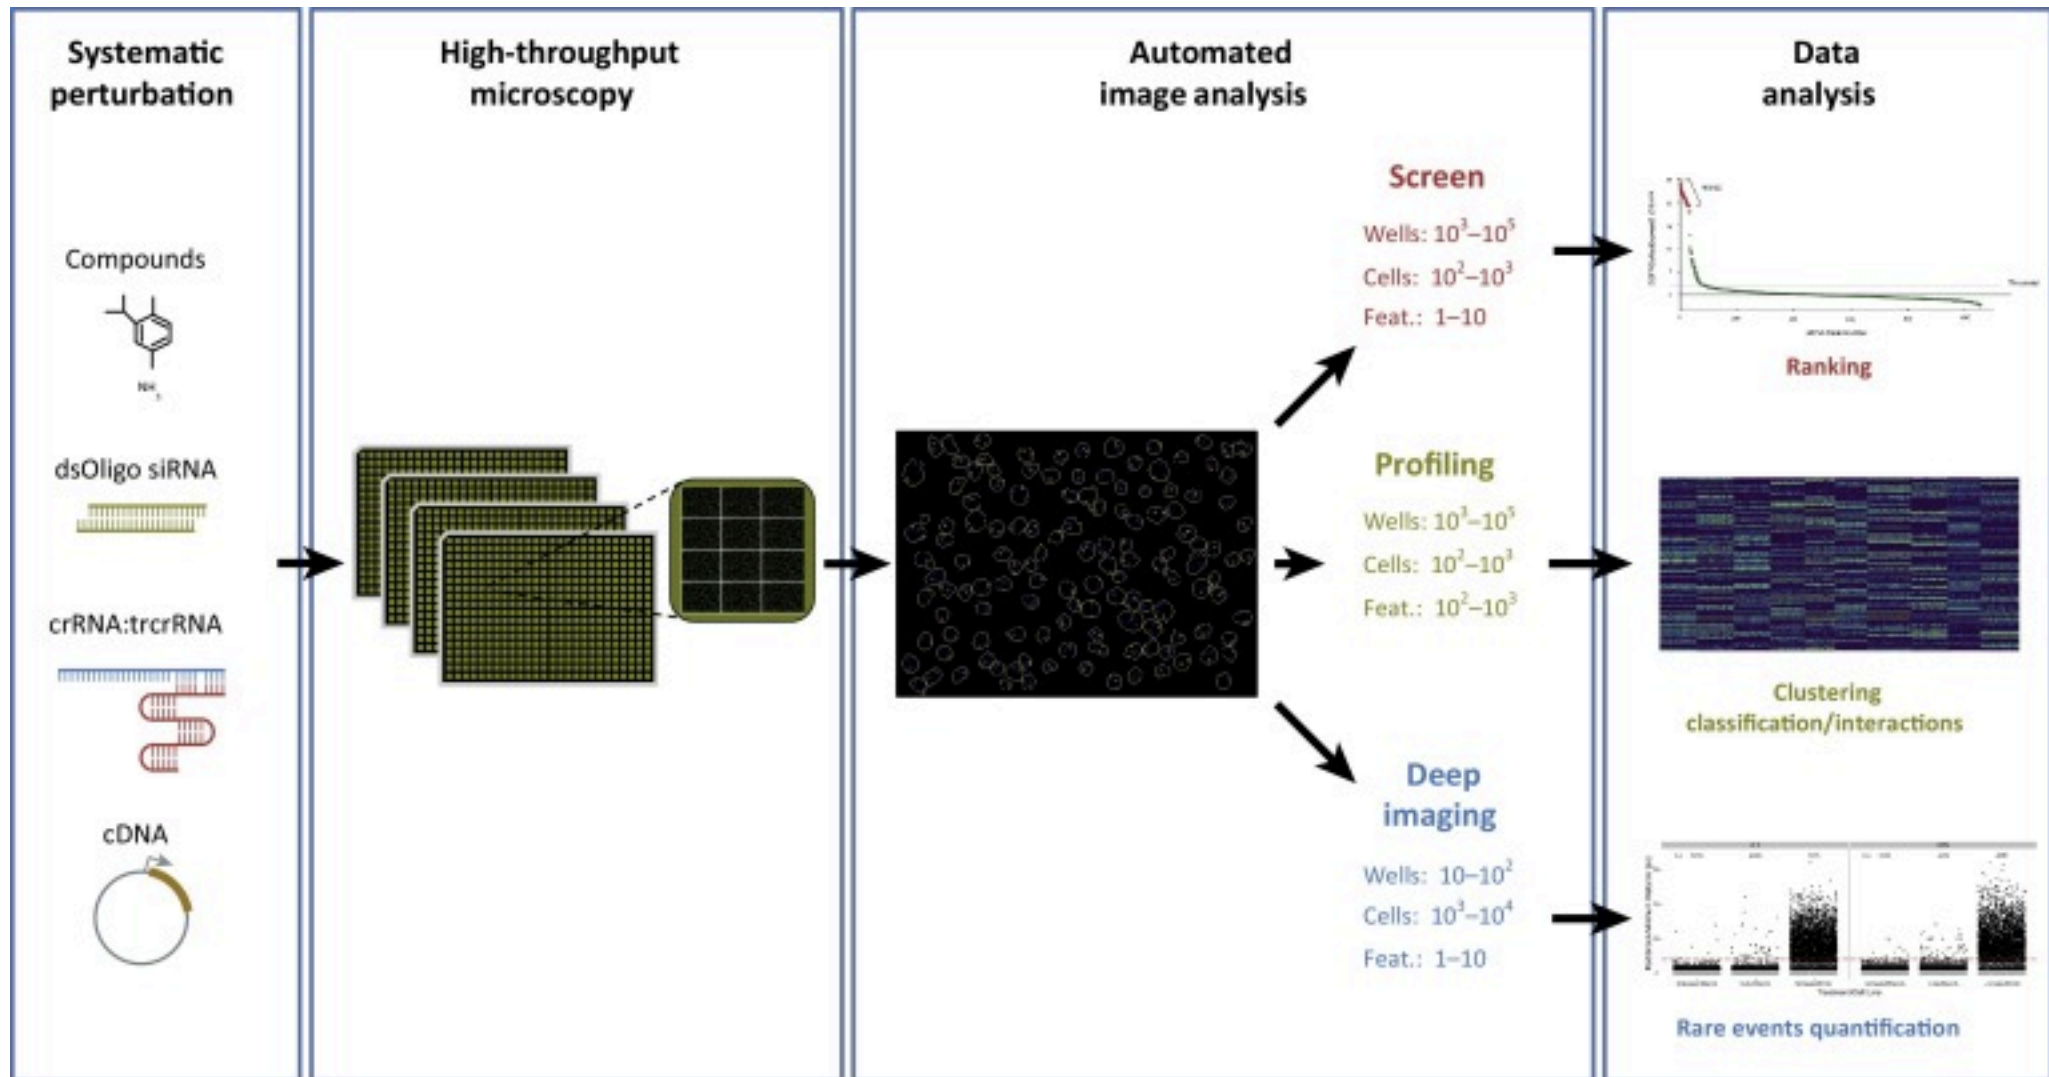 Systematic
perturbation
High-throughput
microscopy
Automated
image analysis
Data
analysis
Compounds
NH
dsOligo siRNA
crRNA:trcrRNA
cDNA
Screen
Wells: 10³–10⁵
Cells: 10²–10³
Feat.: 1–10
Profiling
Wells: 10³–10⁵
Cells: 10²–10³
Feat.: 10²–10³
Deep
imaging
Wells: 10–10²
Cells: 10³–10⁴
Feat.: 1–10
Ranking
Clustering
classification/interactions
Rare events quantification